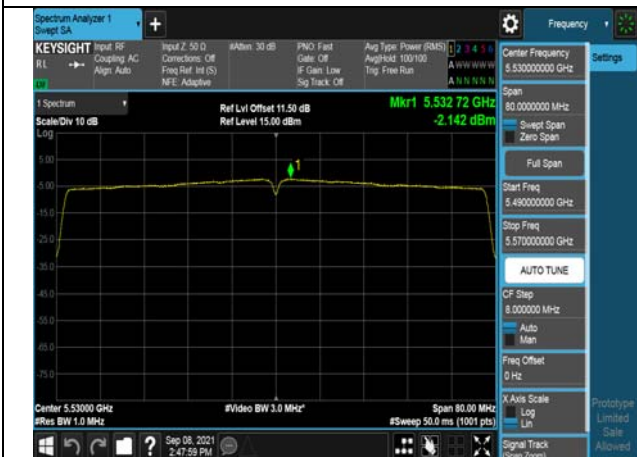 Spectrum Analyzer 1
Swept SA
+
Frequency
KEYSIGHT
RL
Input: RF
Coupling: AC
Align: Auto
Input Z: 50 Ω
Corrections: Off
Freq Ref: Int (S)
NFE: Adaptive
#Atten: 30 dB
PNO: Fast
Gate: Off
IF Gain: Low
Sig Track: Off
Avg Type: Power (RMS)
Avg|Hold: 100/100
Trig: Free Run
1 2 3 4 5 6
A W W W W W
A N N N N N
1 Spectrum
Scale/Div 10 dB
Log
Ref Lvl Offset 11.50 dB
Ref Level 15.00 dBm
Mkr1 5.532 72 GHz
-2.142 dBm
5.00
-5.00
-15.0
-25.0
-35.0
-45.0
-55.0
-65.0
-75.0
1
Center 5.53000 GHz
#Res BW 1.0 MHz
#Video BW 3.0 MHz*
Span 80.00 MHz
#Sweep 50.0 ms (1001 pts)
Center Frequency
5.530000000 GHz
Settings
Span
80.0000000 MHz
Swept Span
Zero Span
Full Span
Start Freq
5.490000000 GHz
Stop Freq
5.570000000 GHz
AUTO TUNE
CF Step
8.000000 MHz
Auto
Man
Freq Offset
0 Hz
X Axis Scale
Log
Lin
Signal Track
(Span Zoom)
Prototype
Limited
Sale
Allowed
?
Sep 08, 2021
2:47:59 PM